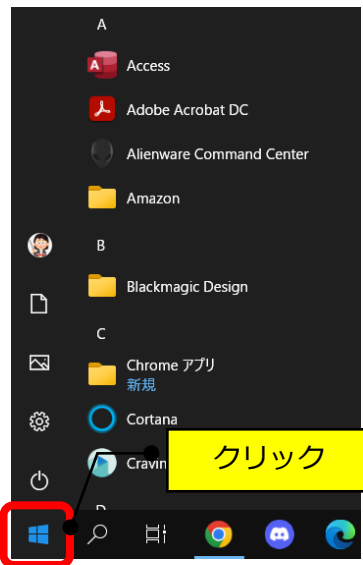 A
Access
Adobe Acrobat DC
Alienware Command Center
Amazon
B
Blackmagic Design
C
Chrome アプリ
新規
Cortana
クリック